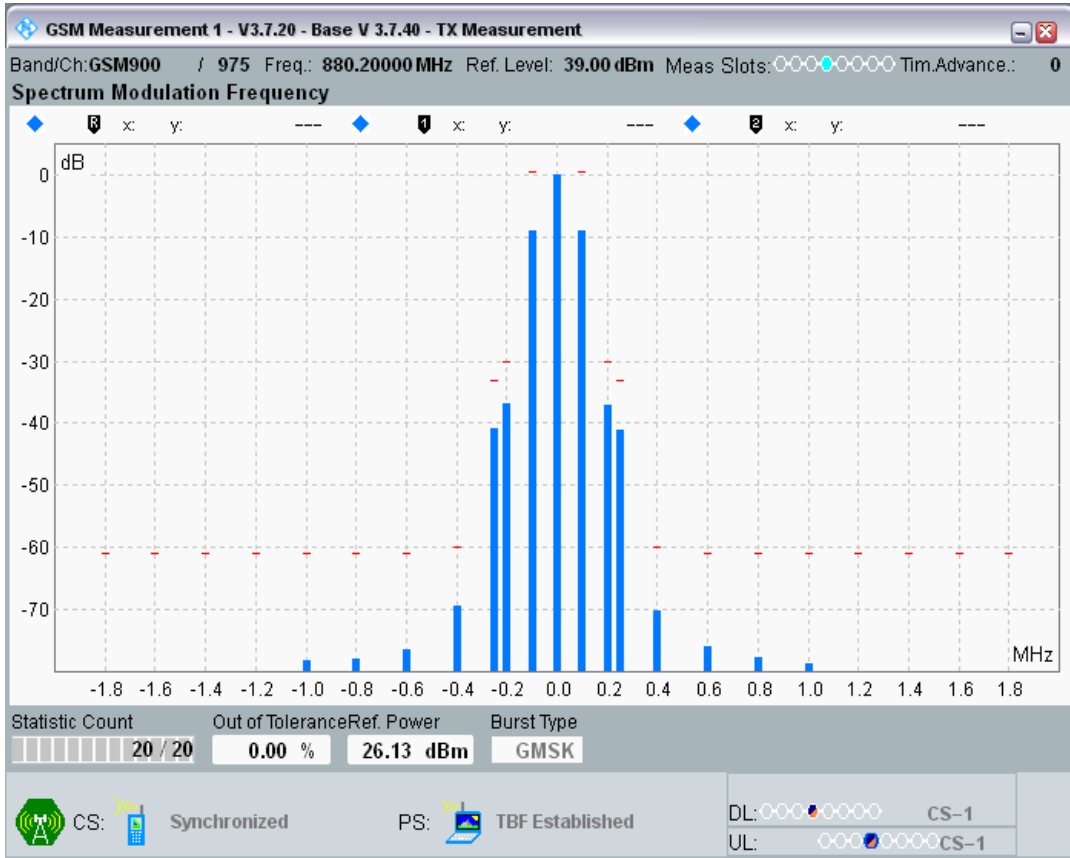 GSM Measurement 1 - V3.7.20 - Base V 3.7.40 - TX Measurement
Band/Ch:GSM900 / 975 Freq.: 880.20000 MHz Ref. Level: 39.00 dBm Meas Slots: Tim.Advance.: 0
Spectrum Modulation Frequency
R x: y: --- 1 x: y: --- 2 x: y: ---
dB
0
-10
-20
-30
-40
-50
-60
-70
MHz
-1.8 -1.6 -1.4 -1.2 -1.0 -0.8 -0.6 -0.4 -0.2 0.0 0.2 0.4 0.6 0.8 1.0 1.2 1.4 1.6 1.8
Statistic Count Out of Tolerance Ref. Power Burst Type
20 / 20 0.00 % 26.13 dBm GMSK
CS: Synchronized PS: TBF Established
DL: CS-1
UL: CS-1